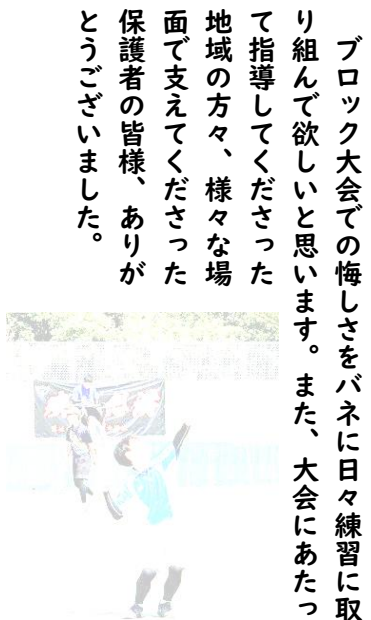 ブロック大会での悔しさをバネに日々練習に取
り組んで欲しいと思います。また、大会にあたっ
て指導してくださった
地域の方々、様々な場
面で支えてくださった
保護者の皆様、ありが
とうございました。